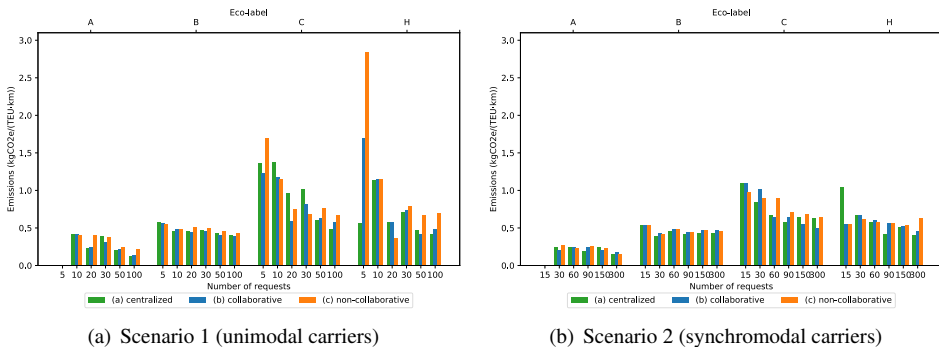 Eco-label
A B C H
3.0
2.5
2.0
1.5
1.0
0.5
0.0
Emissions (kgCO2e/(TEU·km))
5 10 20 30 50 100 5 10 20 30 50 100 5 10 20 30 50 100 5 10 20 30 50 100
Number of requests
(a) centralized (b) collaborative (c) non-collaborative
(a) Scenario 1 (unimodal carriers)
Eco-label
A B C H
3.0
2.5
2.0
1.5
1.0
0.5
0.0
Emissions (kgCO2e/(TEU·km))
15 30 60 90 150 300 15 30 60 90 150 300 15 30 60 90 150 300 15 30 60 90 150 300
Number of requests
(a) centralized (b) collaborative (c) non-collaborative
(b) Scenario 2 (synchromodal carriers)